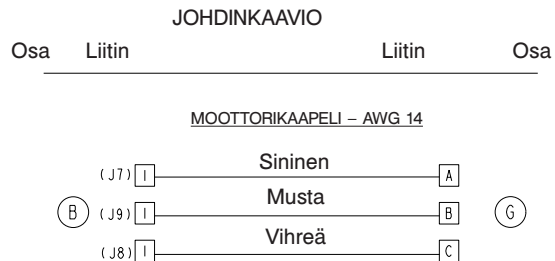 JOHDINKAAVIO
Osa Liitin Liitin Osa
MOOTTORIKAAPELI – AWG 14
(J7) I Sininen A
B (J9) I Musta B G
(J8) I Vihreä C